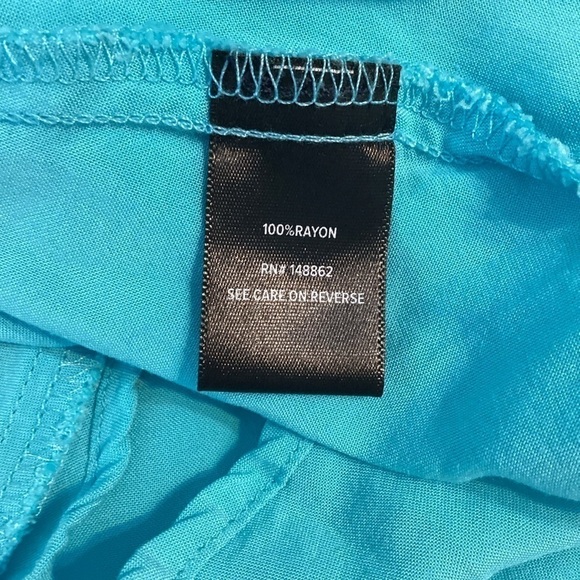 100%RAYON
RN# 148862
SEE CARE ON REVERSE